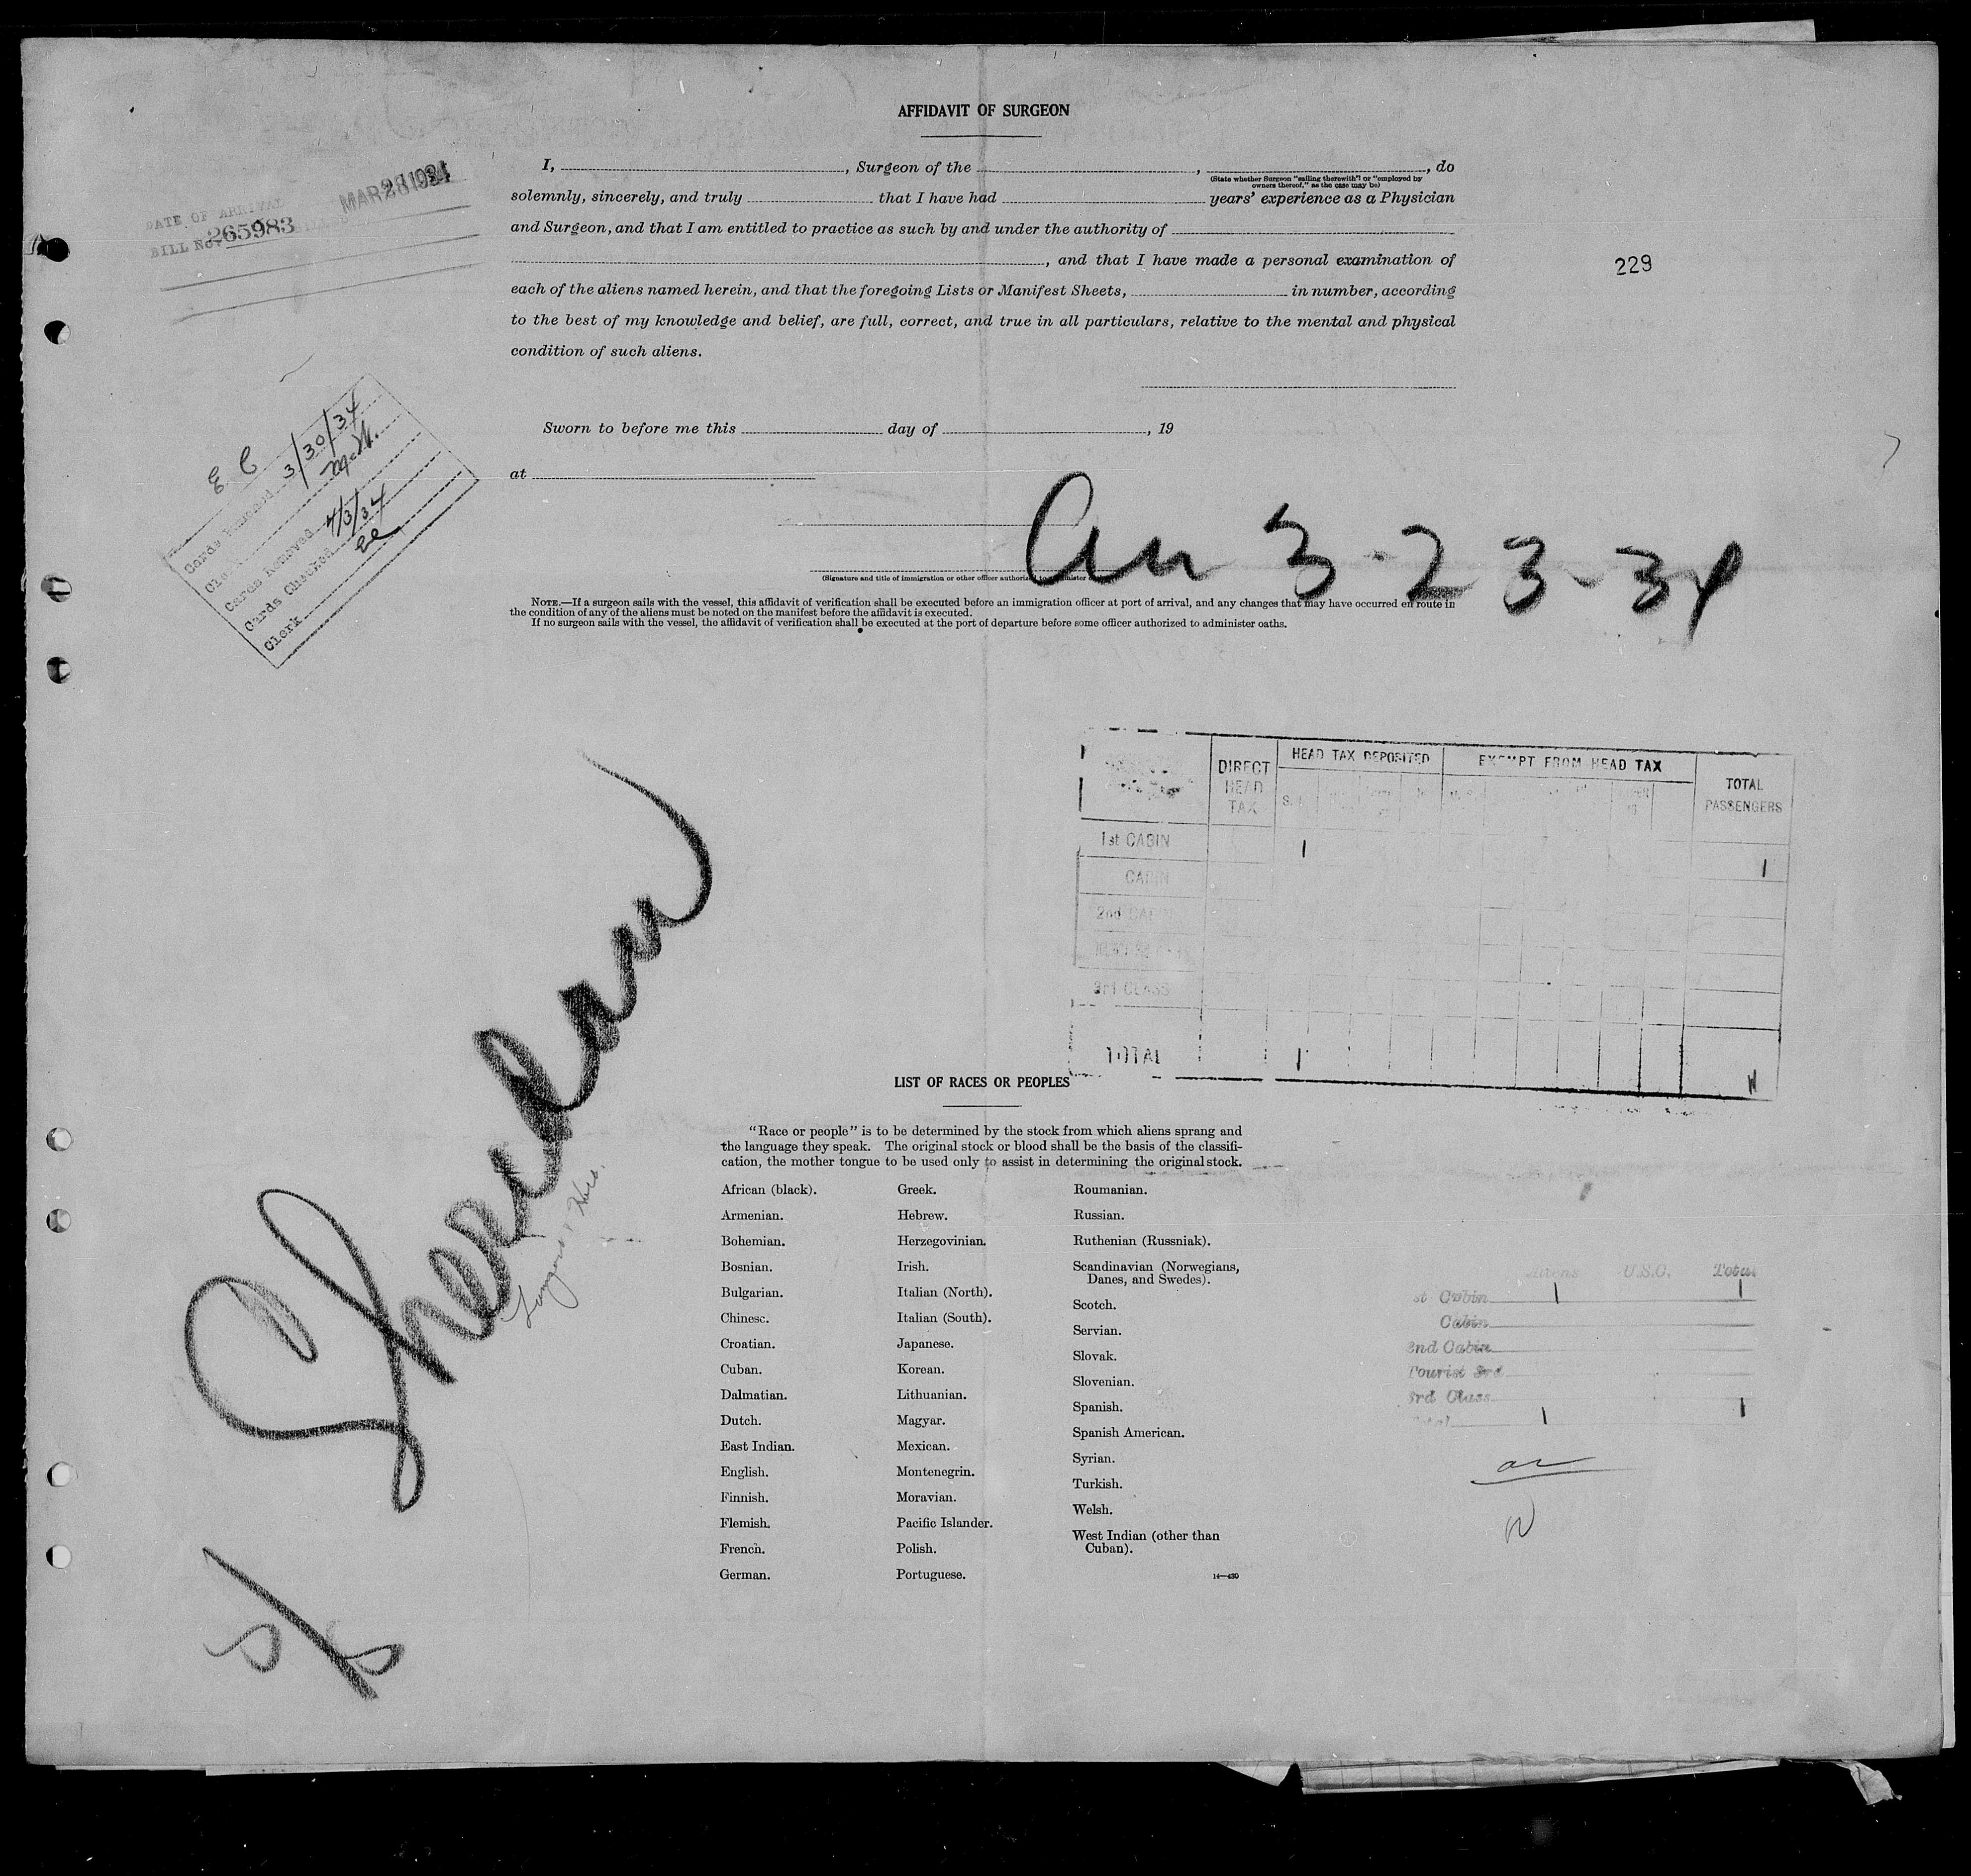 AFFIDAVIT OF SURGEON
I, , Surgeon of the , , do
(State whether Surgeon "sailing therewith" or "employed by
owners thereof," as the case may be)
solemnly, sincerely, and truly that I have had years' experience as a Physician
and Surgeon, and that I am entitled to practice as such by and under the authority of
, and that I have made a personal examination of
each of the aliens named herein, and that the foregoing Lists or Manifest Sheets, in number, according
to the best of my knowledge and belief, are full, correct, and true in all particulars, relative to the mental and physical
condition of such aliens.
Sworn to before me this day of , 19
at
(Signature and title of immigration or other officer
NOTE.—If a surgeon sails with the vessel, this affidavit of verification shall be executed before an immigration officer at port of arrival, and any changes that may have occurred en route in
the condition of any of the aliens must be noted on the manifest before the affidavit is executed.
If no surgeon sails with the vessel, the affidavit of verification shall be executed at the port of departure before some officer authorized to administer oaths.
DATE OF ARRIVAL
BILL No. 265983
229
3/30/34
Cards Removed 4/3/34
Cards Checked
Clerk
3-23-34
DIRECT HEAD TAX
HEAD TAX DEPOSITED
EXEMPT FROM HEAD TAX
TOTAL PASSENGERS
1st CABIN 1
CABIN 1
2nd CABIN
3rd CLASS
TOTAL 1
LIST OF RACES OR PEOPLES
"Race or people" is to be determined by the stock from which aliens sprang and
the language they speak. The original stock or blood shall be the basis of the classifi-
cation, the mother tongue to be used only to assist in determining the original stock.
African (black).
Armenian.
Bohemian.
Bosnian.
Bulgarian.
Chinese.
Croatian.
Cuban.
Dalmatian.
Dutch.
East Indian.
English.
Finnish.
Flemish.
French.
German.
Greek.
Hebrew.
Herzegovinian.
Irish.
Italian (North).
Italian (South).
Japanese.
Korean.
Lithuanian.
Magyar.
Mexican.
Montenegrin.
Moravian.
Pacific Islander.
Polish.
Portuguese.
Roumanian.
Russian.
Ruthenian (Russniak).
Scandinavian (Norwegians,
Danes, and Swedes).
Scotch.
Servian.
Slovak.
Slovenian.
Spanish.
Spanish American.
Syrian.
Turkish.
Welsh.
West Indian (other than
Cuban).
14—430
Aliens U.S.C. Total
st Cabin 1 1
Cabin
2nd Cabin
Tourist 3rd
3rd Class
Total 1 1